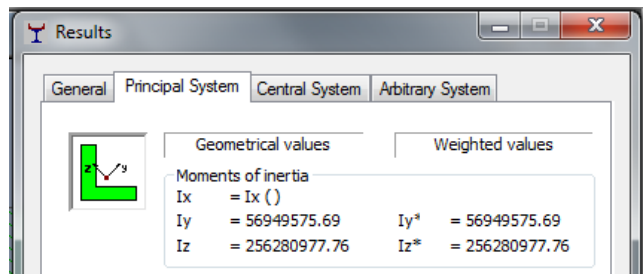 Results
General Principal System Central System Arbitrary System
z y Geometrical values Weighted values
Moments of inertia
Ix = Ix ( )
Iy = 56949575.69 Iy* = 56949575.69
Iz = 256280977.76 Iz* = 256280977.76